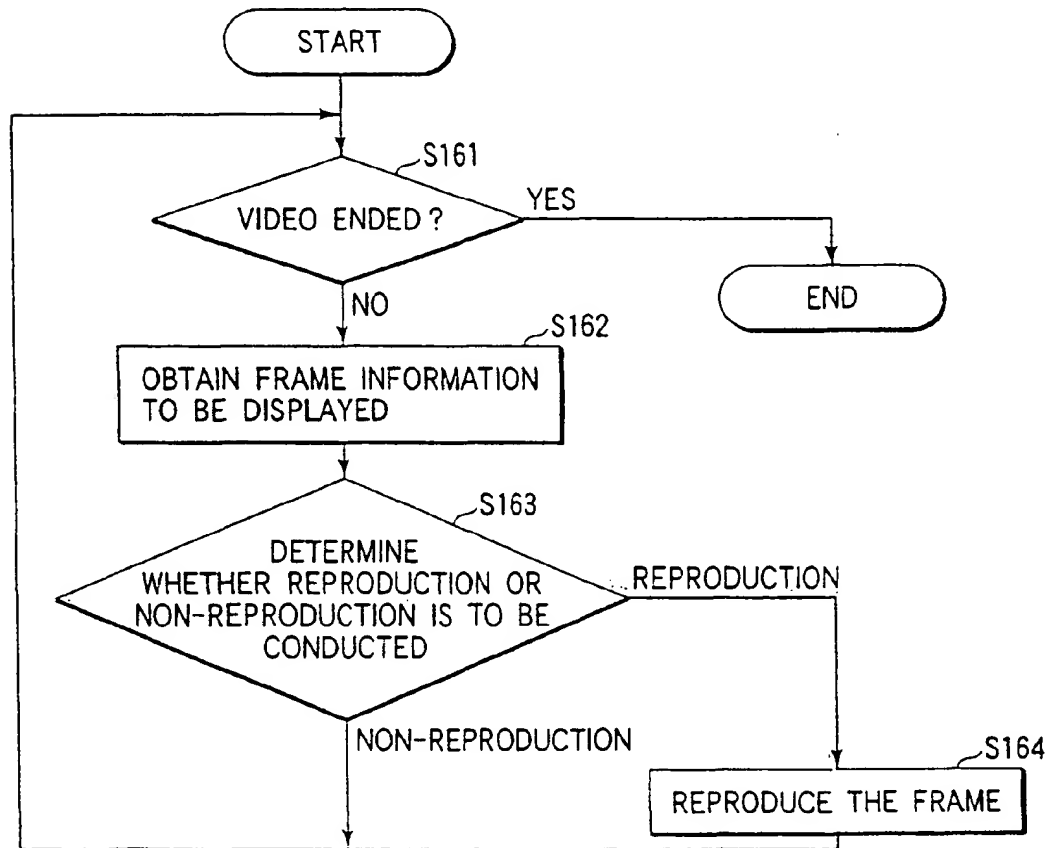 START
S161
VIDEO ENDED ?
YES
END
NO
S162
OBTAIN FRAME INFORMATION
TO BE DISPLAYED
S163
DETERMINE
WHETHER REPRODUCTION OR
NON-REPRODUCTION IS TO BE
CONDUCTED
REPRODUCTION
NON-REPRODUCTION
S164
REPRODUCE THE FRAME